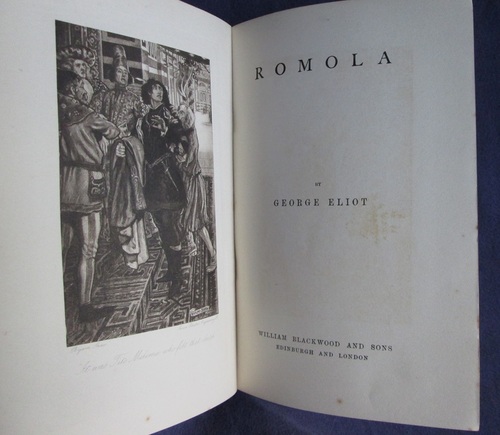 ROMOLA
BY
GEORGE ELIOT
WILLIAM BLACKWOOD AND SONS
EDINBURGH AND LONDON